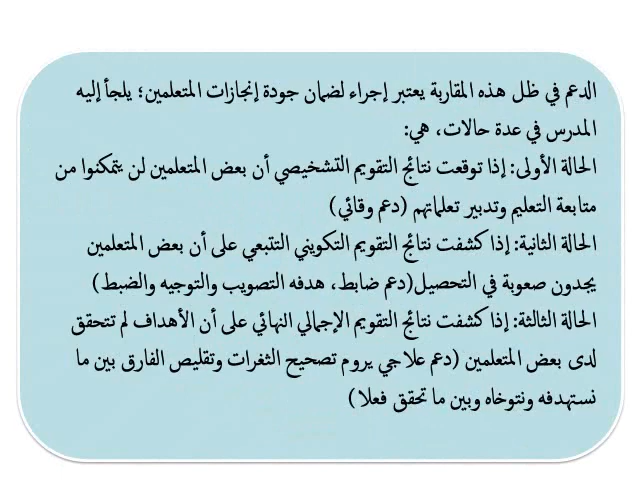 الدعم في ظل هذه المقاربة يعتبر إجراء لضمان جودة إنجازات المتعلمين؛ يلجأ إليه
المدرس في عدة حالات، هي:
الحالة الأولى: إذا توقعت نتائج التقويم التشخيصي أن بعض المتعلمين لن يتمكنوا من
متابعة التعليم وتدبير تعلماتهم (دعم وقائي)
الحالة الثانية: إذا كشفت نتائج التقويم التكويني التتبعي على أن بعض المتعلمين
يجدون صعوبة في التحصيل(دعم ضابط، هدفه التصويب والتوجيه والضبط)
الحالة الثالثة: إذا كشفت نتائج التقويم الإجمالي النهائي على أن الأهداف لم تتحقق
لدى بعض المتعلمين (دعم علاجي يروم تصحيح الثغرات وتقليص الفارق بين ما
نستهدفه ونتوخاه وبين ما تحقق فعلا )